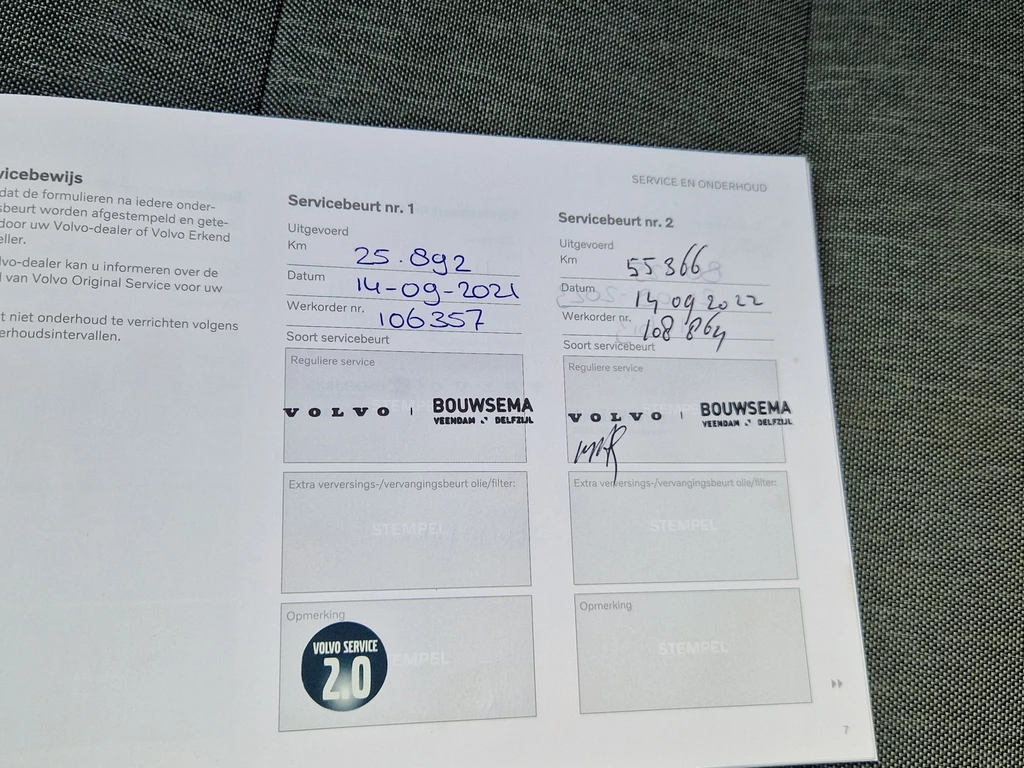 vicebewijs
dat de formulieren na iedere onder-
sbeurt worden afgestempeld en gete-
door uw Volvo-dealer of Volvo Erkend
eller.
lvo-dealer kan u informeren over de
l van Volvo Original Service voor uw
t niet onderhoud te verrichten volgens
erhoudsintervallen.
Servicebeurt nr. 1
Uitgevoerd
Km 25.892
Datum 14-09-2021
Werkorder nr. 106357
Soort servicebeurt
Reguliere service
VOLVO | BOUWSEMA
VEENDAM DELFZIJL
Extra verversings-/vervangingsbeurt olie/filter:
STEMPEL
Opmerking
STEMPEL
VOLVO SERVICE
2.0
SERVICE EN ONDERHOUD
Servicebeurt nr. 2
Uitgevoerd
Km 55366
Datum 14 09 2022
Werkorder nr. 108864
Soort servicebeurt
Reguliere service
VOLVO | BOUWSEMA
VEENDAM DELFZIJL
Extra verversings-/vervangingsbeurt olie/filter:
STEMPEL
Opmerking
STEMPEL
7